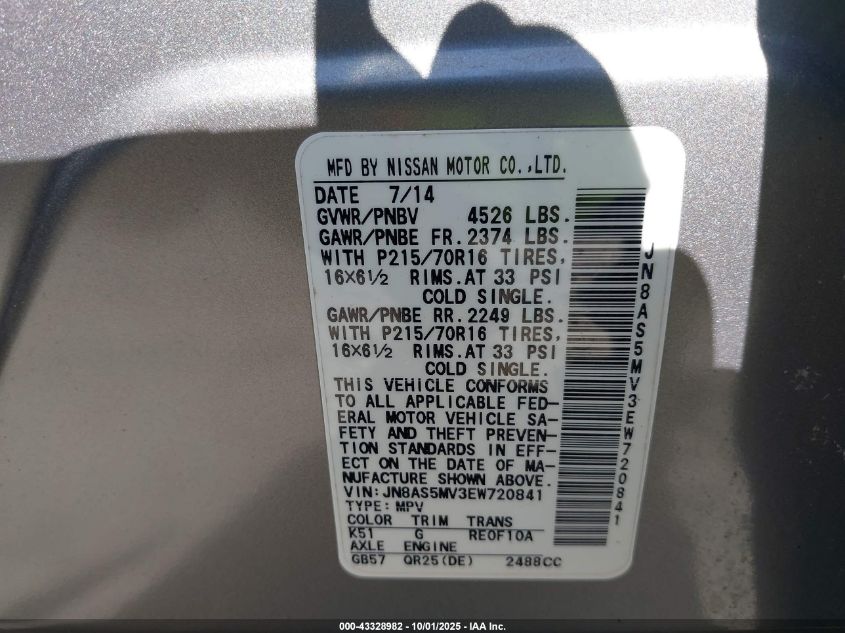 MFD BY NISSAN MOTOR CO.,LTD.
DATE 7/14
GVWR/PNBV 4526 LBS.
GAWR/PNBE FR. 2374 LBS.
WITH P215/70R16 TIRES,
16X6½ RIMS.AT 33 PSI
COLD SINGLE.
GAWR/PNBE RR. 2249 LBS.
WITH P215/70R16 TIRES,
16X6½ RIMS.AT 33 PSI
COLD SINGLE.
THIS VEHICLE CONFORMS
TO ALL APPLICABLE FED-
ERAL MOTOR VEHICLE SA-
FETY AND THEFT PREVEN-
TION STANDARDS IN EFF-
ECT ON THE DATE OF MA-
NUFACTURE SHOWN ABOVE.
VIN: JN8AS5MV3EW720841
TYPE: MPV
COLOR TRIM TRANS
K51 G RE0F10A
AXLE ENGINE
GB57 QR25(DE) 2488CC
JN8AS5MV3EW720841
000-43328982 - 10/01/2025 - IAA Inc.